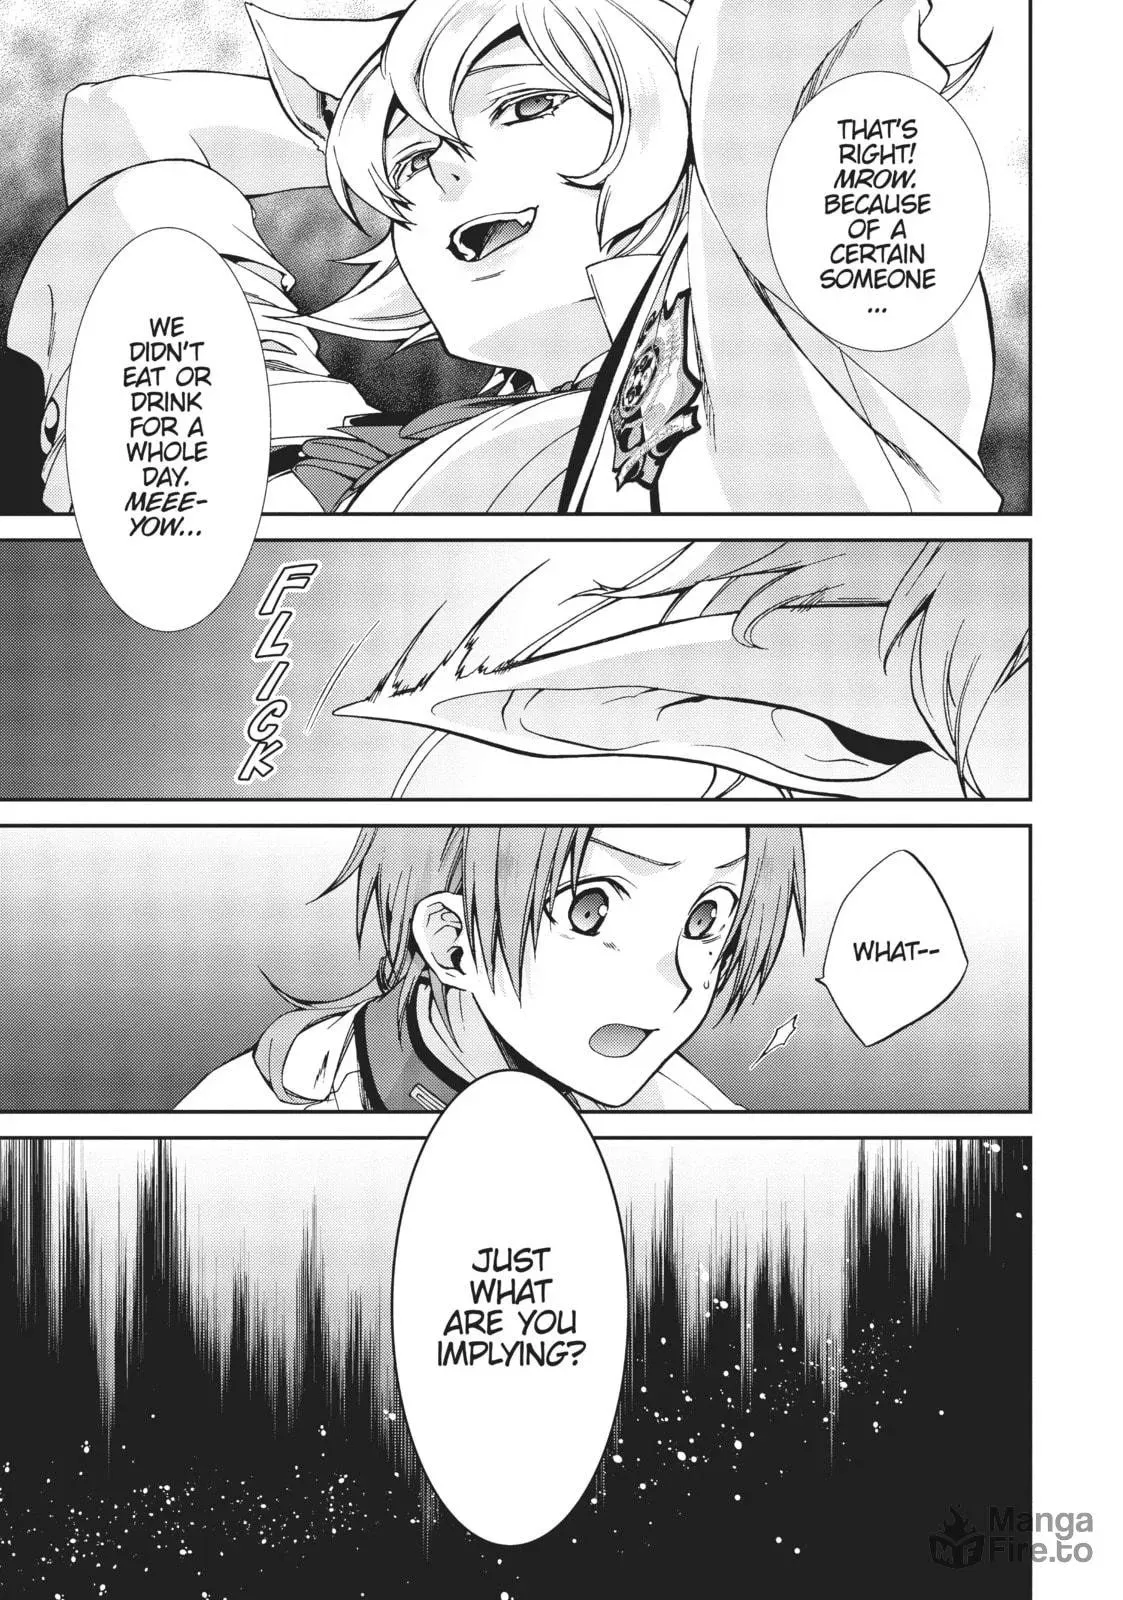 THAT'S
RIGHT!
MROW.
BECAUSE
OF A
CERTAIN
SOMEONE
...
WE
DIDN'T
EAT OR
DRINK
FOR A
WHOLE
DAY.
MEEE-
YOW...
FLICK
WHAT--
JUST
WHAT
ARE YOU
IMPLYING?
Manga
MF Fire.to